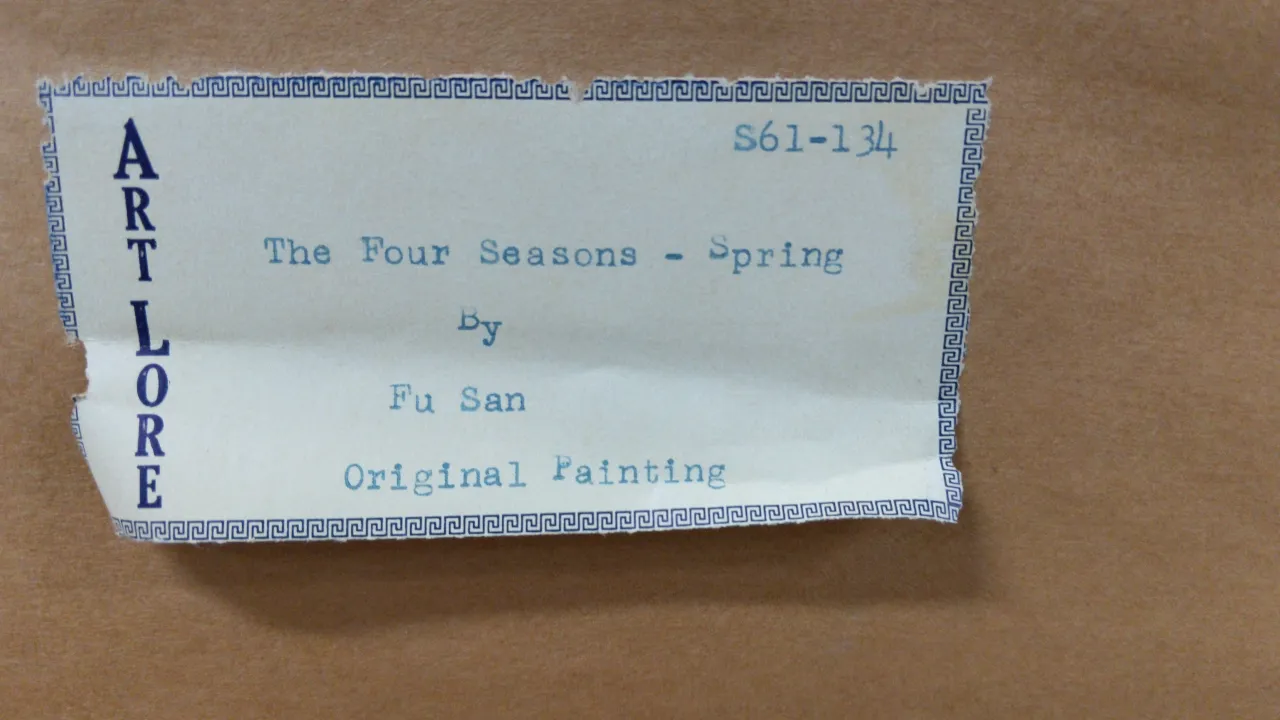 ART LORE
S61-134
The Four Seasons - Spring
By
Fu San
Original Painting